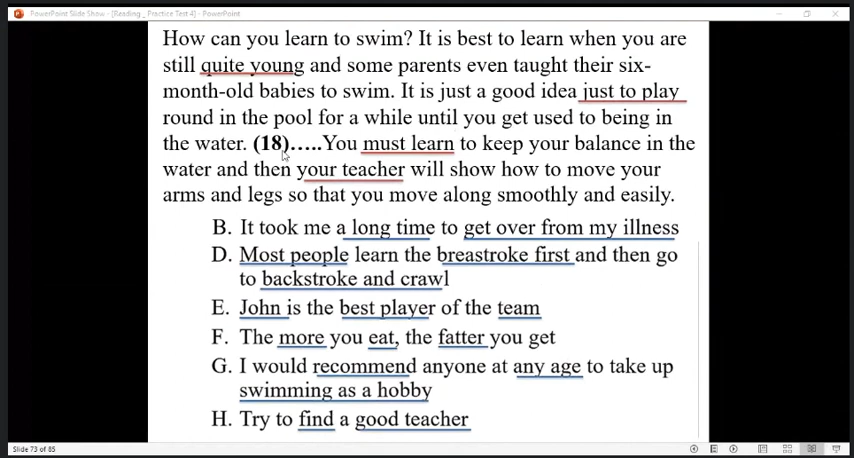 PowerPoint Slide Show - [Reading _ Practice Test 4] - PowerPoint
How can you learn to swim? It is best to learn when you are
still quite young and some parents even taught their six-
month-old babies to swim. It is just a good idea just to play
round in the pool for a while until you get used to being in
the water. (18)…..You must learn to keep your balance in the
water and then your teacher will show how to move your
arms and legs so that you move along smoothly and easily.
B. It took me a long time to get over from my illness
D. Most people learn the breastroke first and then go
to backstroke and crawl
E. John is the best player of the team
F. The more you eat, the fatter you get
G. I would recommend anyone at any age to take up
swimming as a hobby
H. Try to find a good teacher
Slide 73 of 85